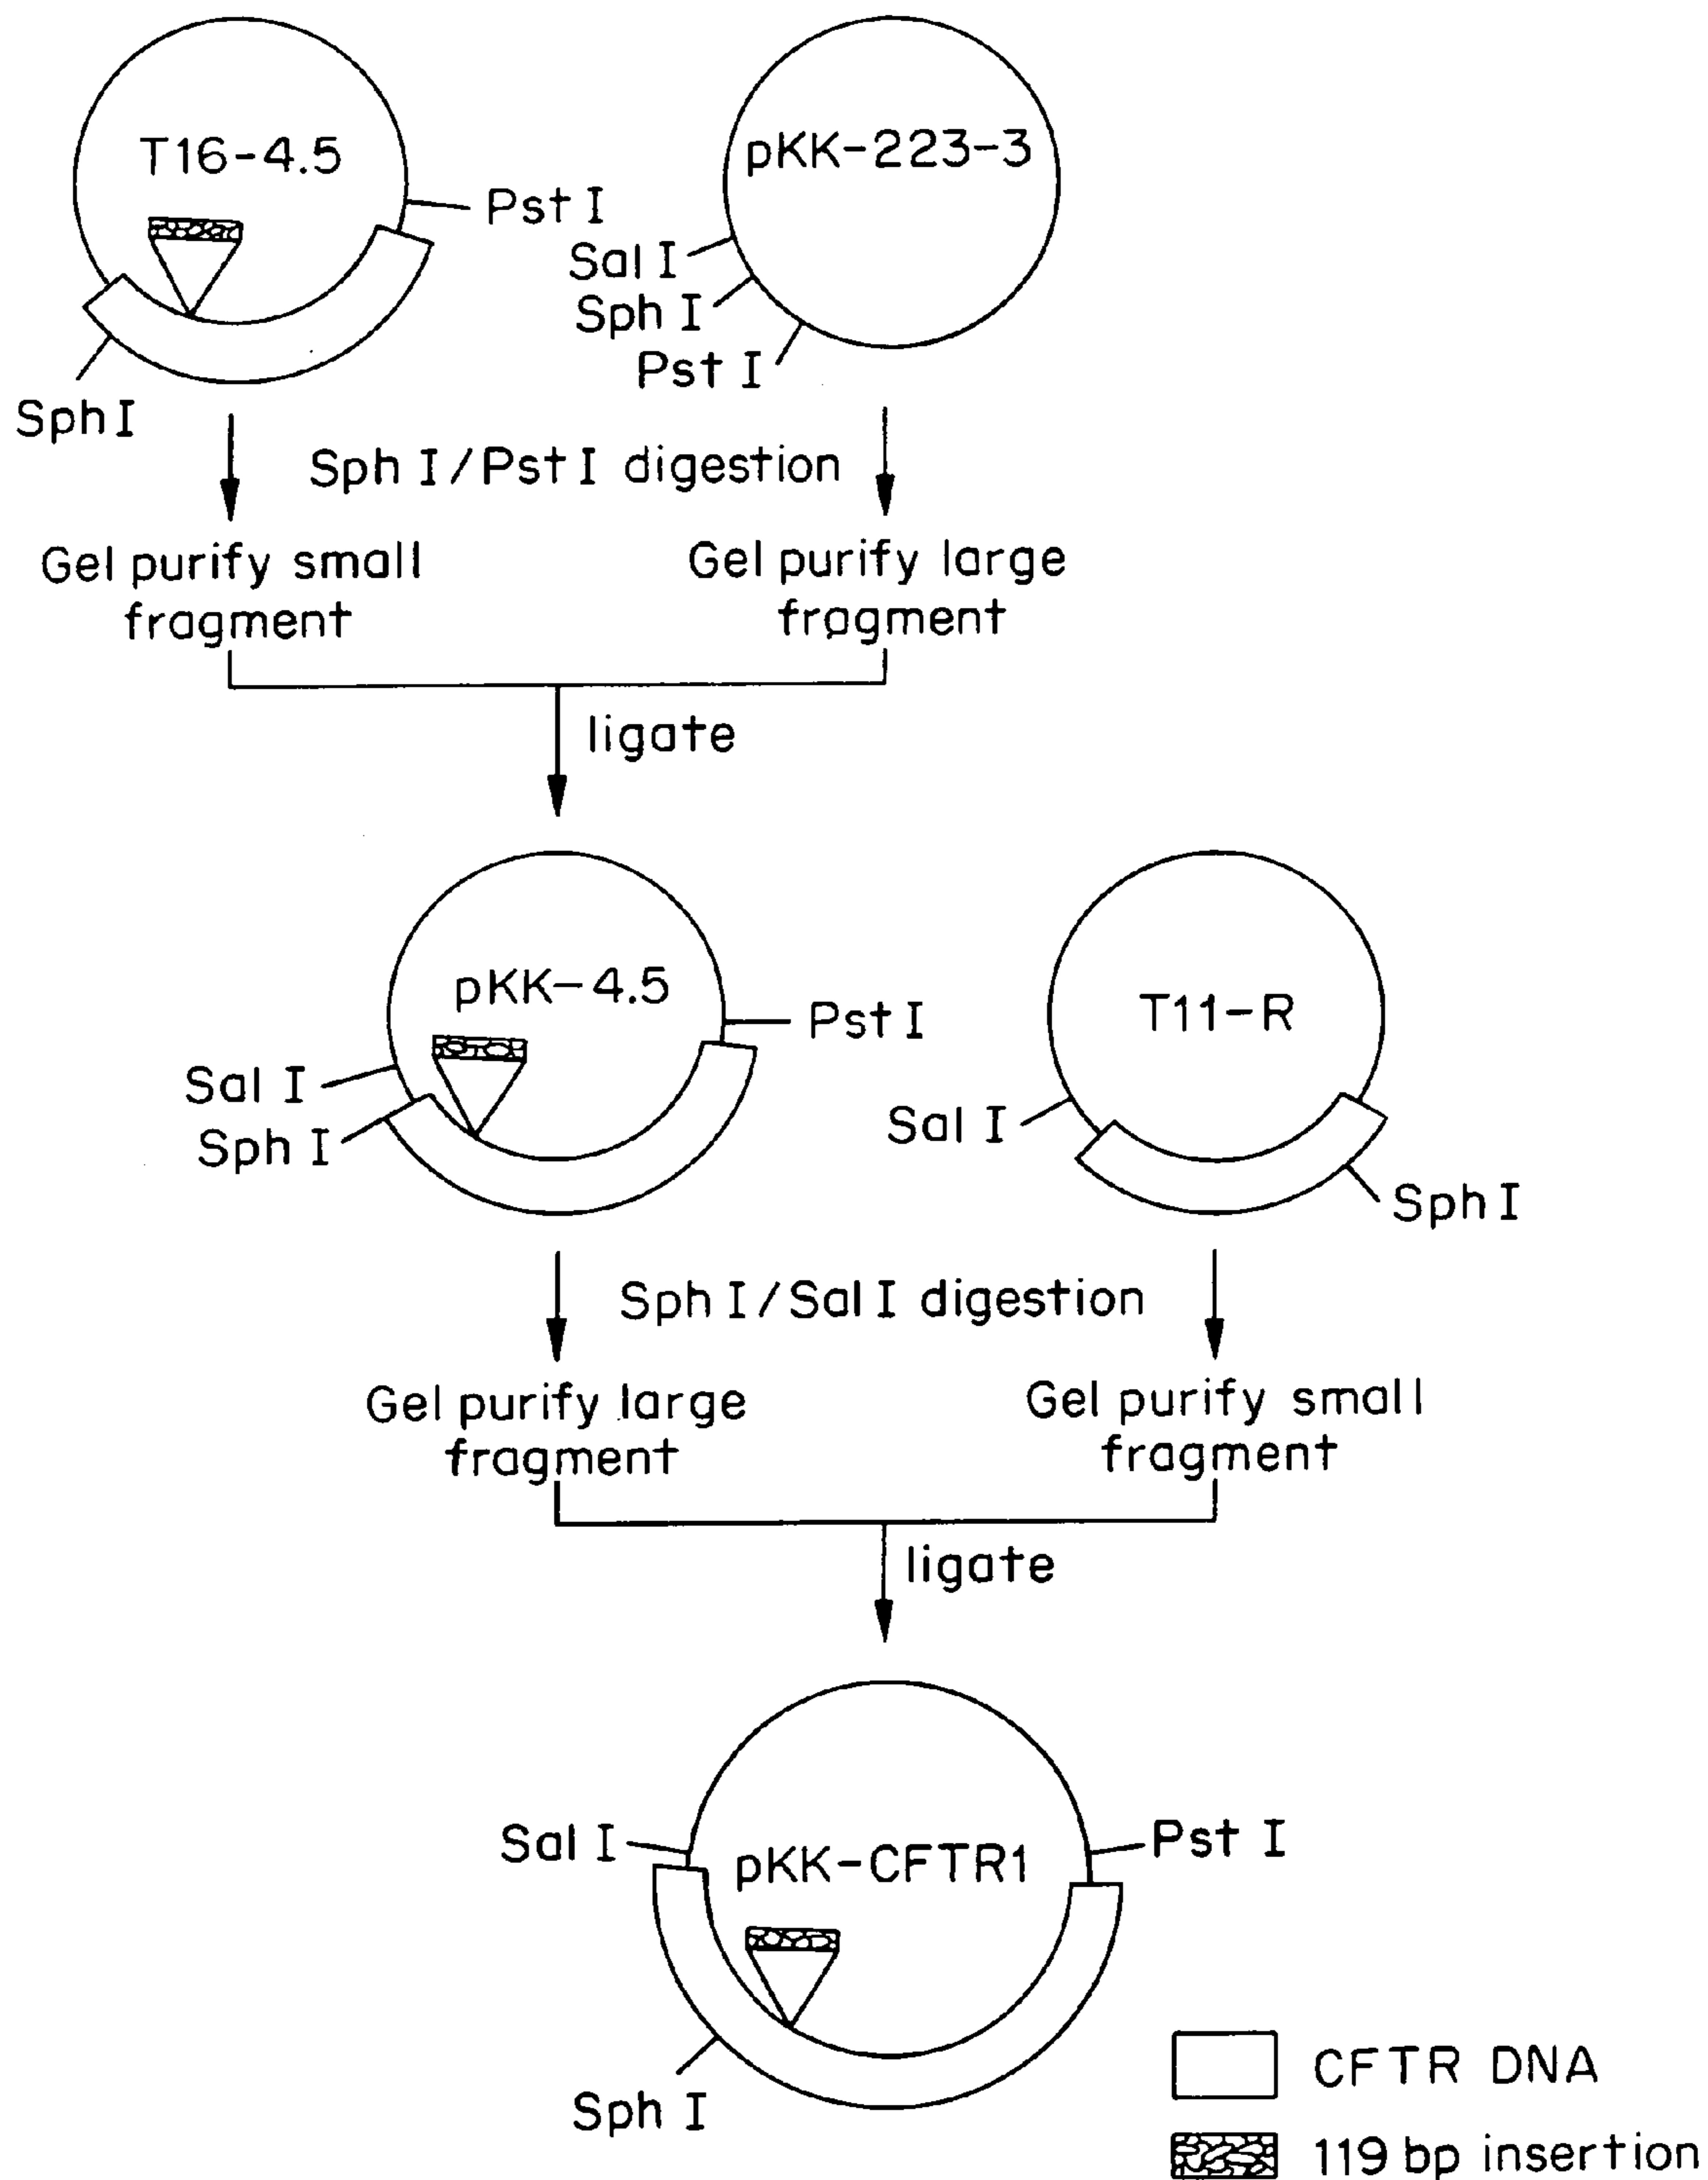 T16-4.5
pKK-223-3
Pst I
Sal I
Sph I
Pst I
Sph I
Sph I/Pst I digestion
Gel purify small
fragment
Gel purify large
fragment
ligate
pKK-4.5
T11-R
Pst I
Sal I
Sph I
Sal I
Sph I
Sph I/Sal I digestion
Gel purify large
fragment
Gel purify small
fragment
ligate
Sal I
pKK-CFTR1
Pst I
Sph I
CFTR DNA
119 bp insertion